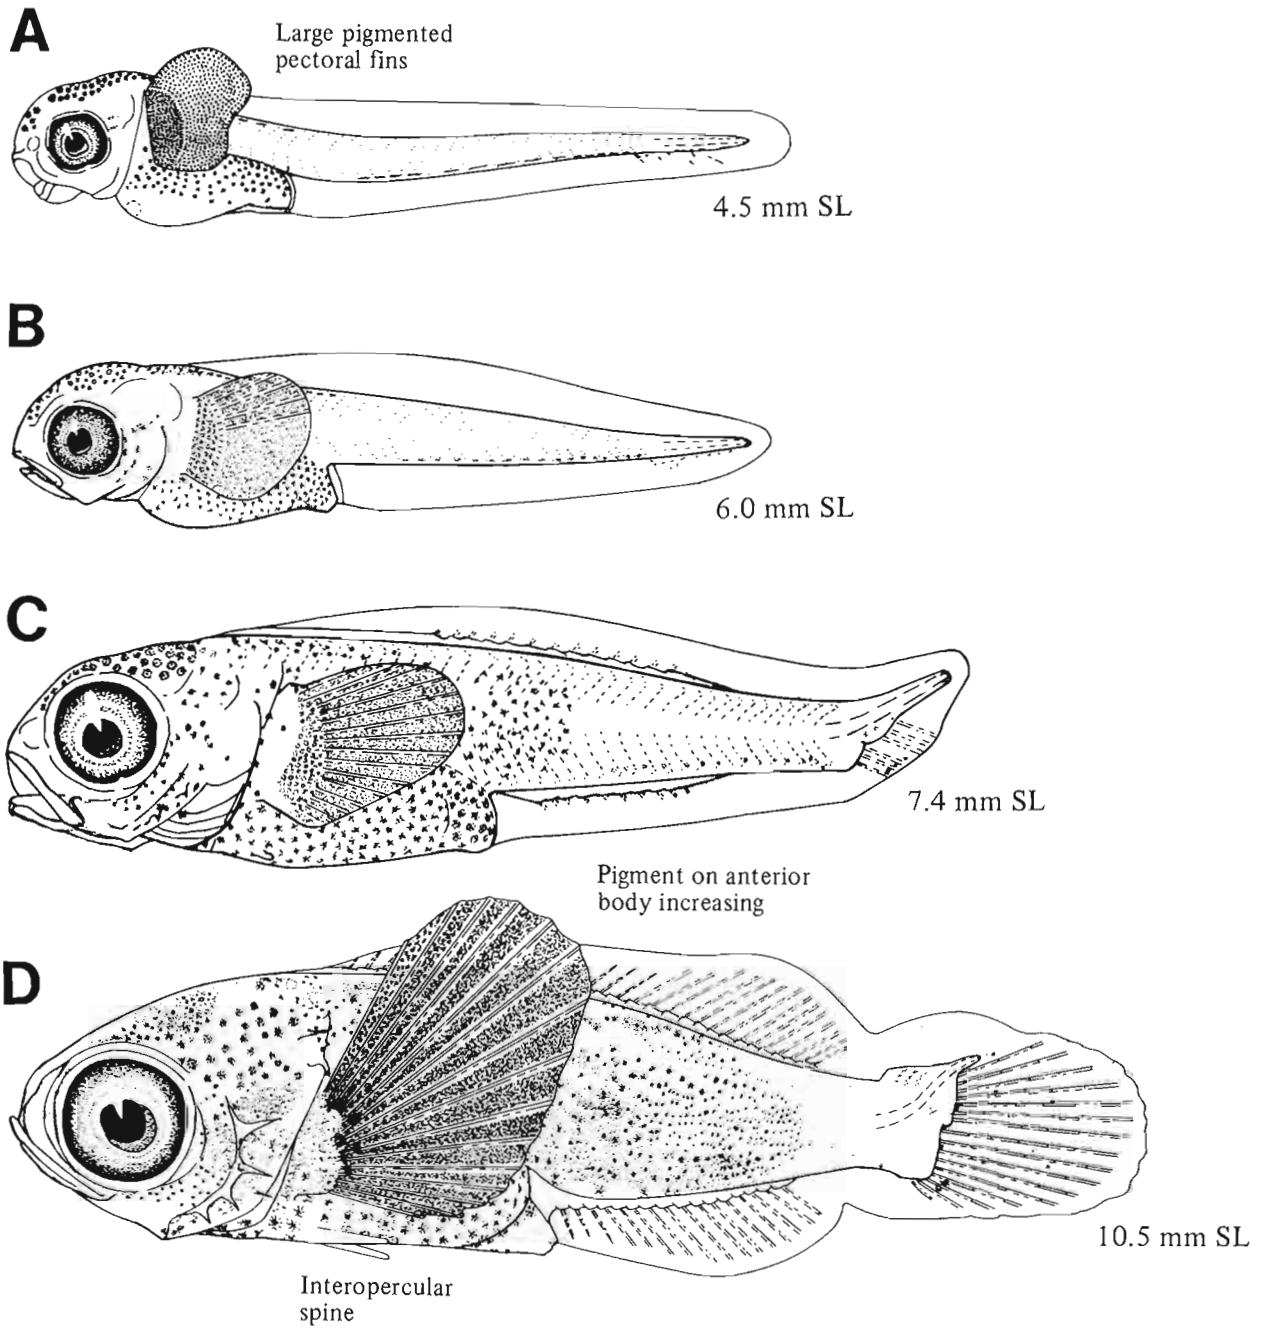 A
Large pigmented
pectoral fins
4.5 mm SL
B
6.0 mm SL
C
7.4 mm SL
Pigment on anterior
body increasing
D
10.5 mm SL
Interopercular
spine